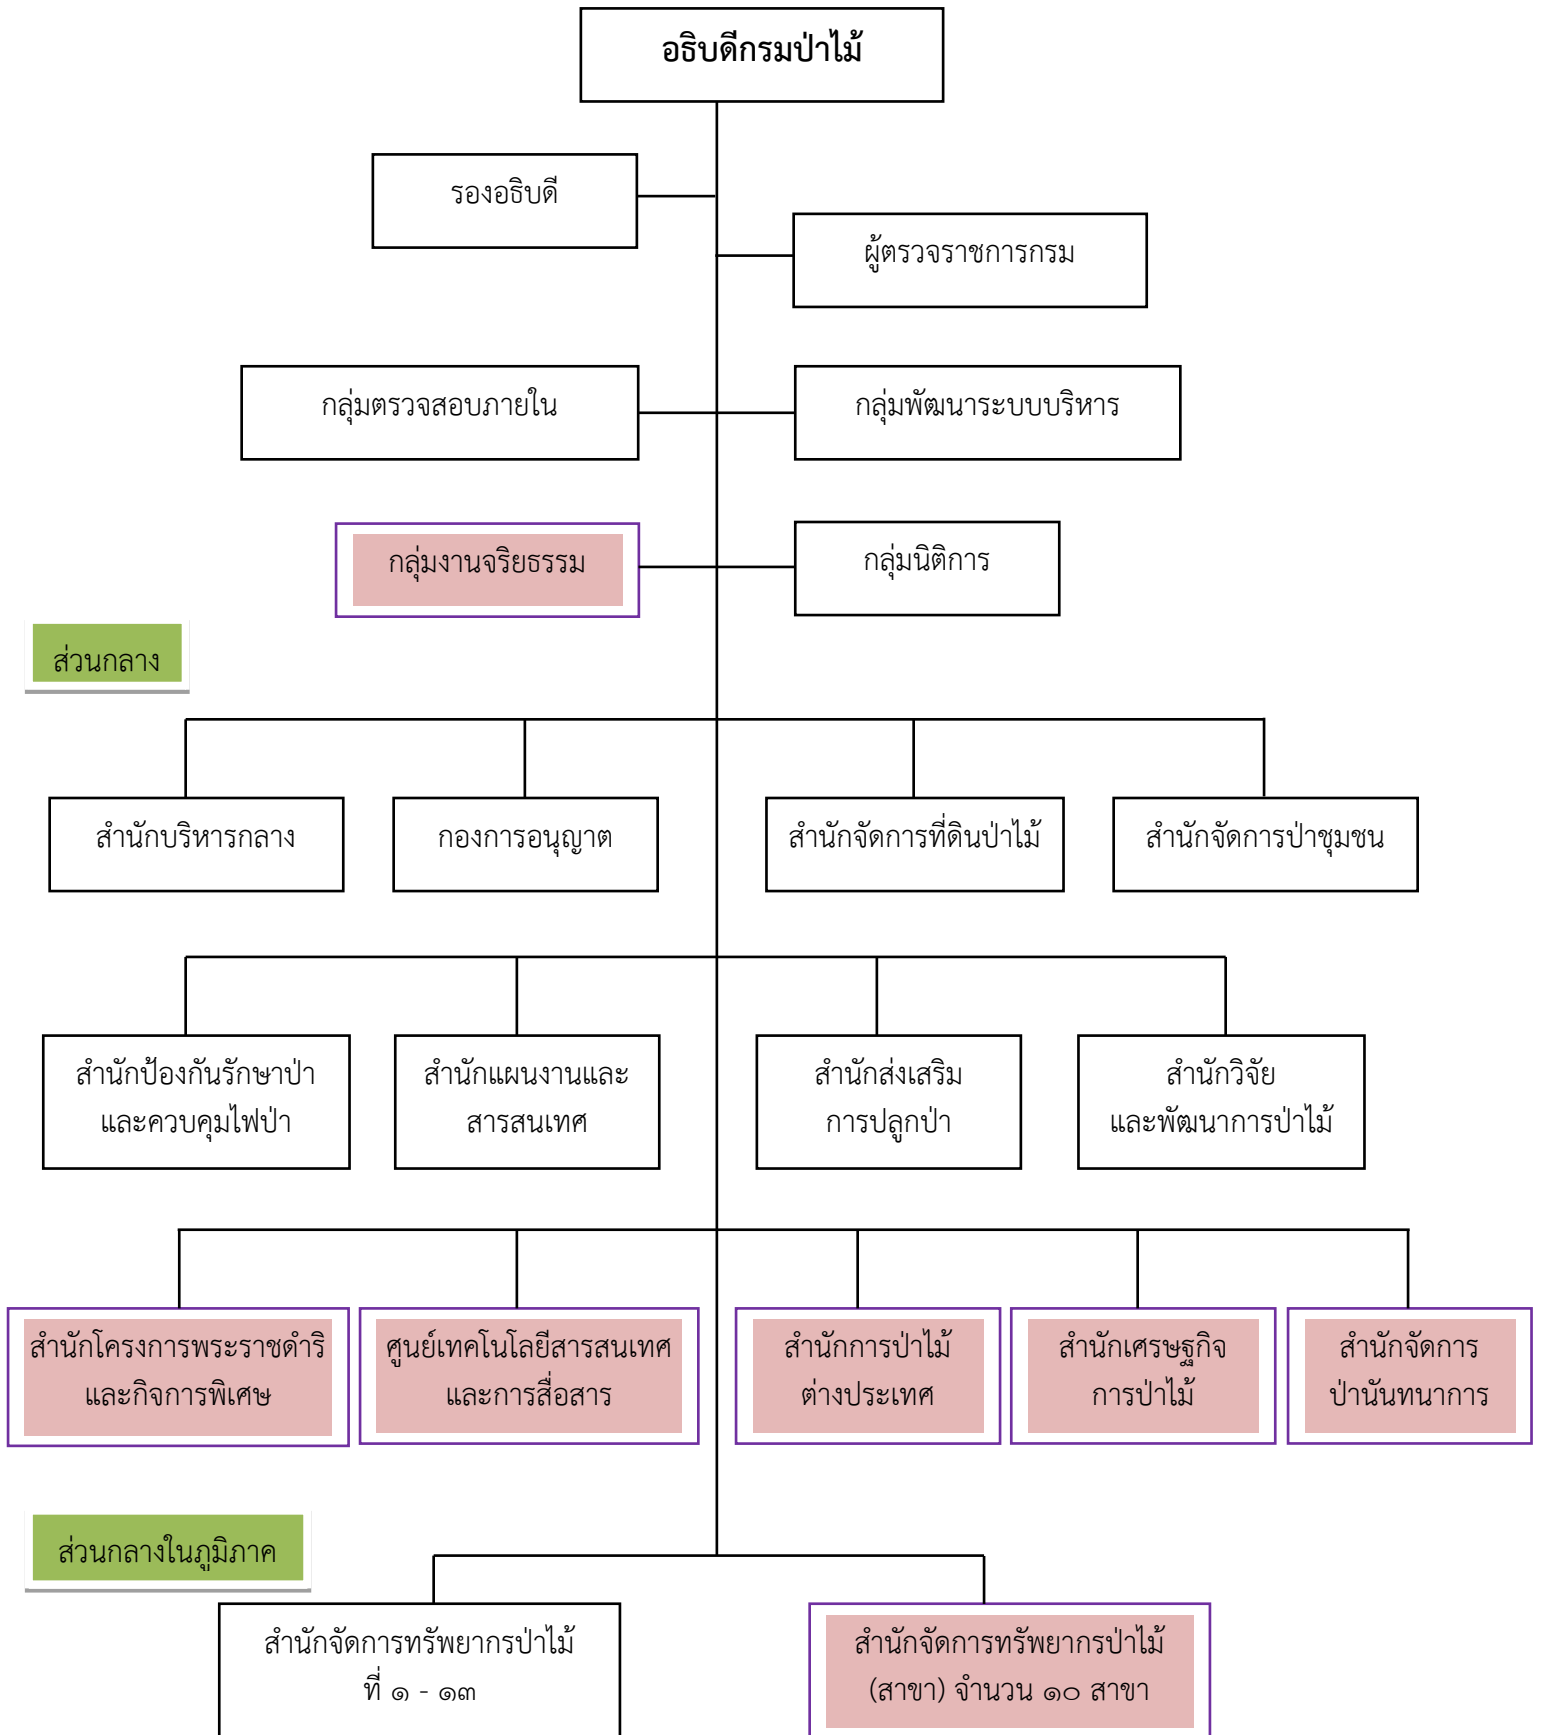 อธิบดีกรมป่าไม้
รองอธิบดี
ผู้ตรวจราชการกรม
กลุ่มตรวจสอบภายใน
กลุ่มพัฒนาระบบบริหาร
กลุ่มงานจริยธรรม
กลุ่มนิติการ
ส่วนกลาง
สำนักบริหารกลาง
กองการอนุญาต
สำนักจัดการที่ดินป่าไม้
สำนักจัดการป่าชุมชน
สำนักป้องกันรักษาป่า
และควบคุมไฟป่า
สำนักแผนงานและ
สารสนเทศ
สำนักส่งเสริม
การปลูกป่า
สำนักวิจัย
และพัฒนาการป่าไม้
สำนักโครงการพระราชดำริ
และกิจการพิเศษ
ศูนย์เทคโนโลยีสารสนเทศ
และการสื่อสาร
สำนักการป่าไม้
ต่างประเทศ
สำนักเศรษฐกิจ
การป่าไม้
สำนักจัดการ
ป่านันทนาการ
ส่วนกลางในภูมิภาค
สำนักจัดการทรัพยากรป่าไม้
ที่ ๑ - ๑๓
สำนักจัดการทรัพยากรป่าไม้
(สาขา) จำนวน ๑๐ สาขา